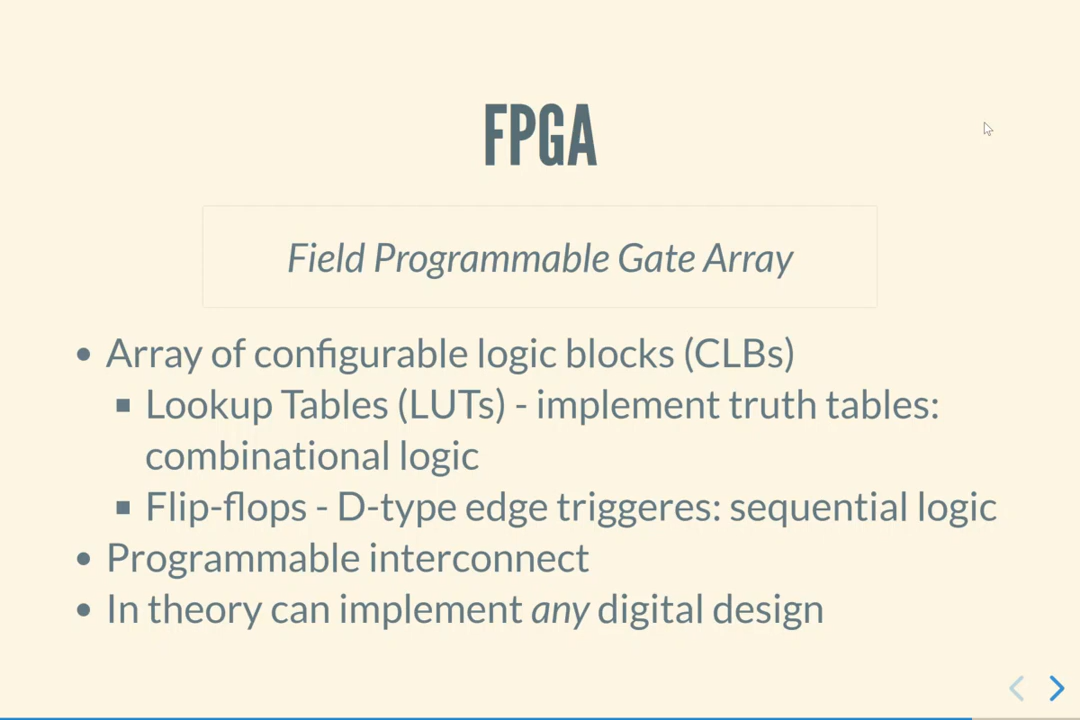 FPGA
Field Programmable Gate Array
• Array of configurable logic blocks (CLBs)
▪ Lookup Tables (LUTs) - implement truth tables:
combinational logic
▪ Flip-flops - D-type edge triggeres: sequential logic
• Programmable interconnect
• In theory can implement any digital design